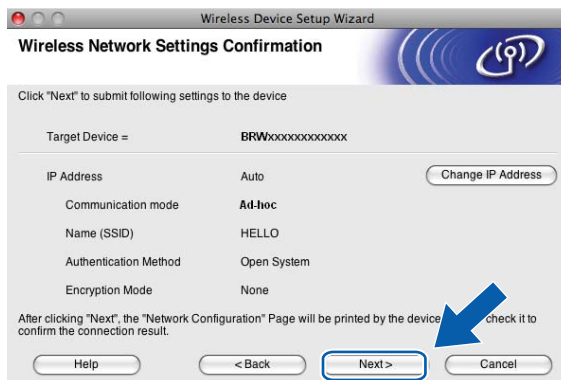 Wireless Device Setup Wizard
Wireless Network Settings Confirmation
Click "Next" to submit following settings to the device
Target Device = BRWxxxxxxxxxxxx
IP Address Auto Change IP Address
Communication mode Ad-hoc
Name (SSID) HELLO
Authentication Method Open System
Encryption Mode None
After clicking "Next", the "Network Configuration" Page will be printed by the device check it to
confirm the connection result.
Help < Back Next > Cancel